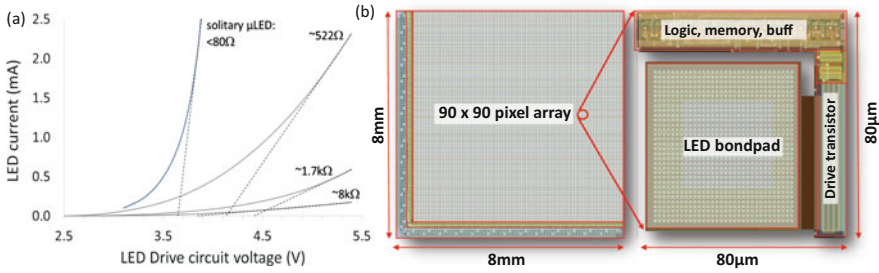 (a)
LED current (mA)
2.5
2.0
1.5
1.0
0.5
0.0
solitary µLED:
<80Ω
~522Ω
~1.7kΩ
~8kΩ
2.5
3.5
4.5
5.5
LED Drive circuit voltage (V)
(b)
8mm
90 x 90 pixel array
8mm
Logic, memory, buff
LED bondpad
Drive transistor
80µm
80µm